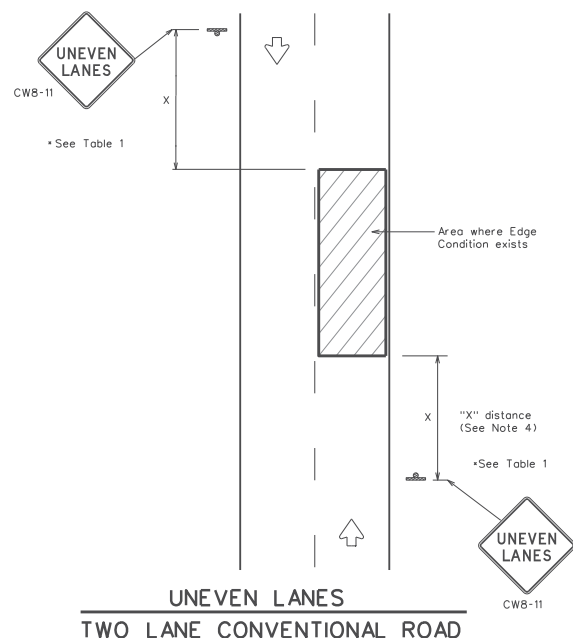 UNEVEN
LANES
CW8-11
X
* See Table 1
Area where Edge
Condition exists
X
"X" distance
(See Note 4)
*See Table 1
UNEVEN
LANES
CW8-11
UNEVEN LANES
TWO LANE CONVENTIONAL ROAD